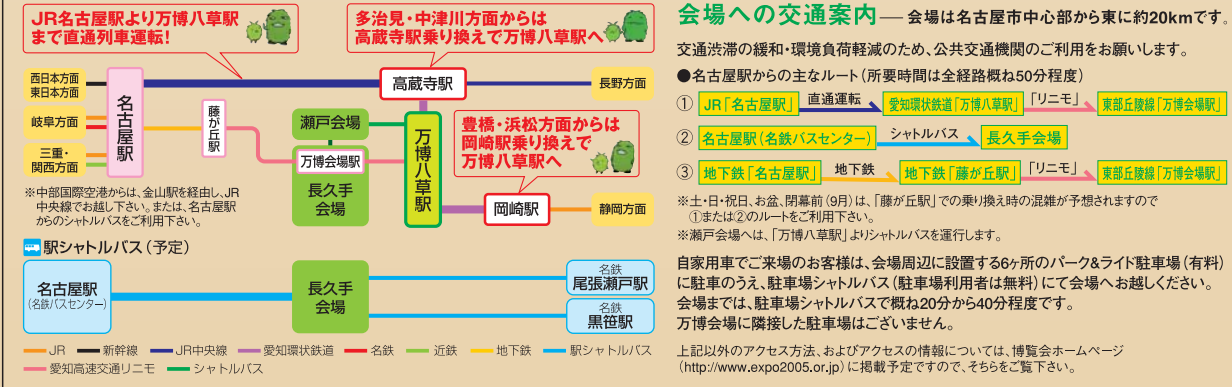 JR名古屋駅より万博八草駅
まで直通列車運転!
多治見・中津川方面からは
高蔵寺駅乗り換えで万博八草駅へ
西日本方面
東日本方面
名古屋駅
高蔵寺駅
長野方面
岐阜方面
藤が丘駅
瀬戸会場
万博八草駅
豊橋・浜松方面からは
岡崎駅乗り換えで
万博八草駅へ
三重・
関西方面
万博会場駅
長久手
会場
岡崎駅
静岡方面
※中部国際空港からは、金山駅を経由し、JR
中央線でお越し下さい。または、名古屋駅
からのシャトルバスをご利用下さい。
駅シャトルバス(予定)
名古屋駅
(名鉄バスセンター)
長久手
会場
名鉄
尾張瀬戸駅
名鉄
黒笹駅
JR 新幹線 JR中央線 愛知環状鉄道 名鉄 近鉄 地下鉄 駅シャトルバス
愛知高速交通リニモ シャトルバス
会場への交通案内 — 会場は名古屋市中心部から東に約20kmです。
交通渋滞の緩和・環境負荷軽減のため、公共交通機関のご利用をお願いします。
●名古屋駅からの主なルート(所要時間は全経路概ね50分程度)
① JR「名古屋駅」 直通運転 愛知環状鉄道「万博八草駅」 「リニモ」 東部丘陵線「万博会場駅」
② 名古屋駅(名鉄バスセンター) シャトルバス 長久手会場
③ 地下鉄「名古屋駅」 地下鉄 地下鉄「藤が丘駅」 「リニモ」 東部丘陵線「万博会場駅」
※土・日・祝日、お盆、閉幕前(9月)は、「藤が丘駅」での乗り換え時の混雑が予想されますので
①または②のルートをご利用下さい。
※瀬戸会場へは、「万博八草駅」よりシャトルバスを運行します。
自家用車でご来場のお客様は、会場周辺に設置する6ヶ所のパーク&ライド駐車場(有料)
に駐車のうえ、駐車場シャトルバス(駐車場利用者は無料)にて会場へお越しください。
会場までは、駐車場シャトルバスで概ね20分から40分程度です。
万博会場に隣接した駐車場はございません。
上記以外のアクセス方法、およびアクセスの情報については、博覧会ホームページ
(http://www.expo2005.or.jp)に掲載予定ですので、そちらをご覧下さい。